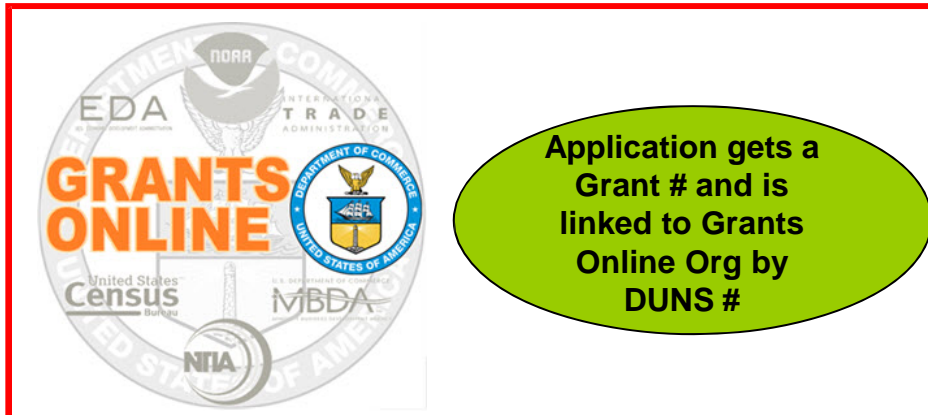 NOAA
EDA
INTERNATIONAL
TRADE
ADMINISTRATION
GRANTS
ONLINE
DEPARTMENT OF COMMERCE
UNITED STATES OF AMERICA
United States
Census
Bureau
U.S. DEPARTMENT OF COMMERCE
MBDA
NTIA
Application gets a
Grant # and is
linked to Grants
Online Org by
DUNS #